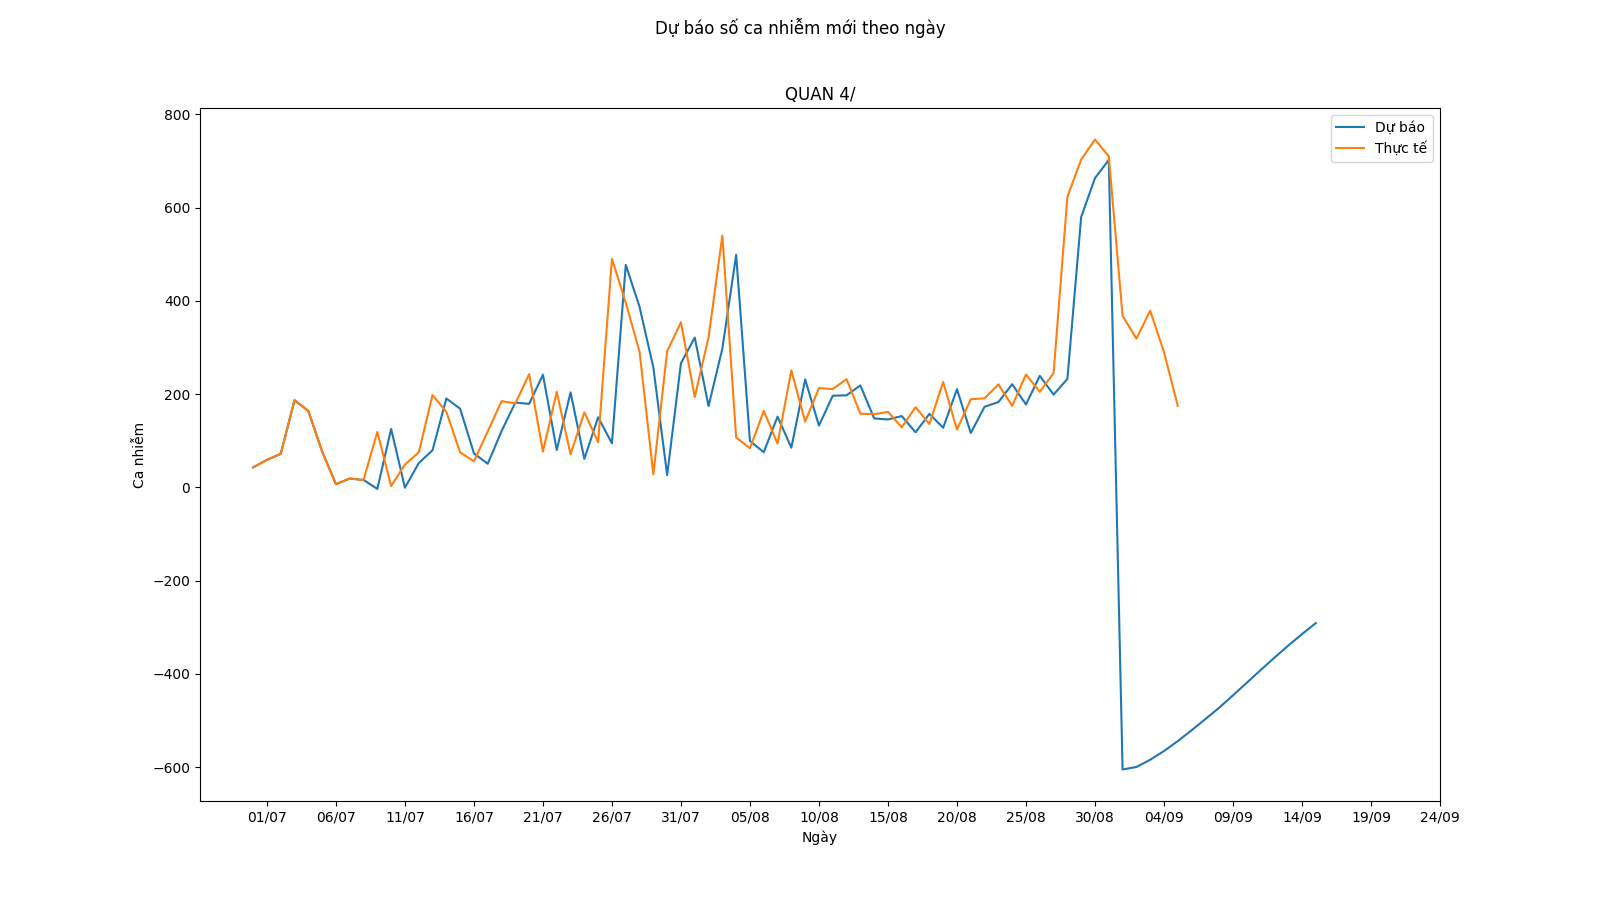 Dự báo số ca nhiễm mới theo ngày
QUAN 4/
Dự báo
Thực tế
800
600
400
200
0
−200
−400
−600
Ca nhiễm
01/07 06/07 11/07 16/07 21/07 26/07 31/07 05/08 10/08 15/08 20/08 25/08 30/08 04/09 09/09 14/09 19/09 24/09
Ngày